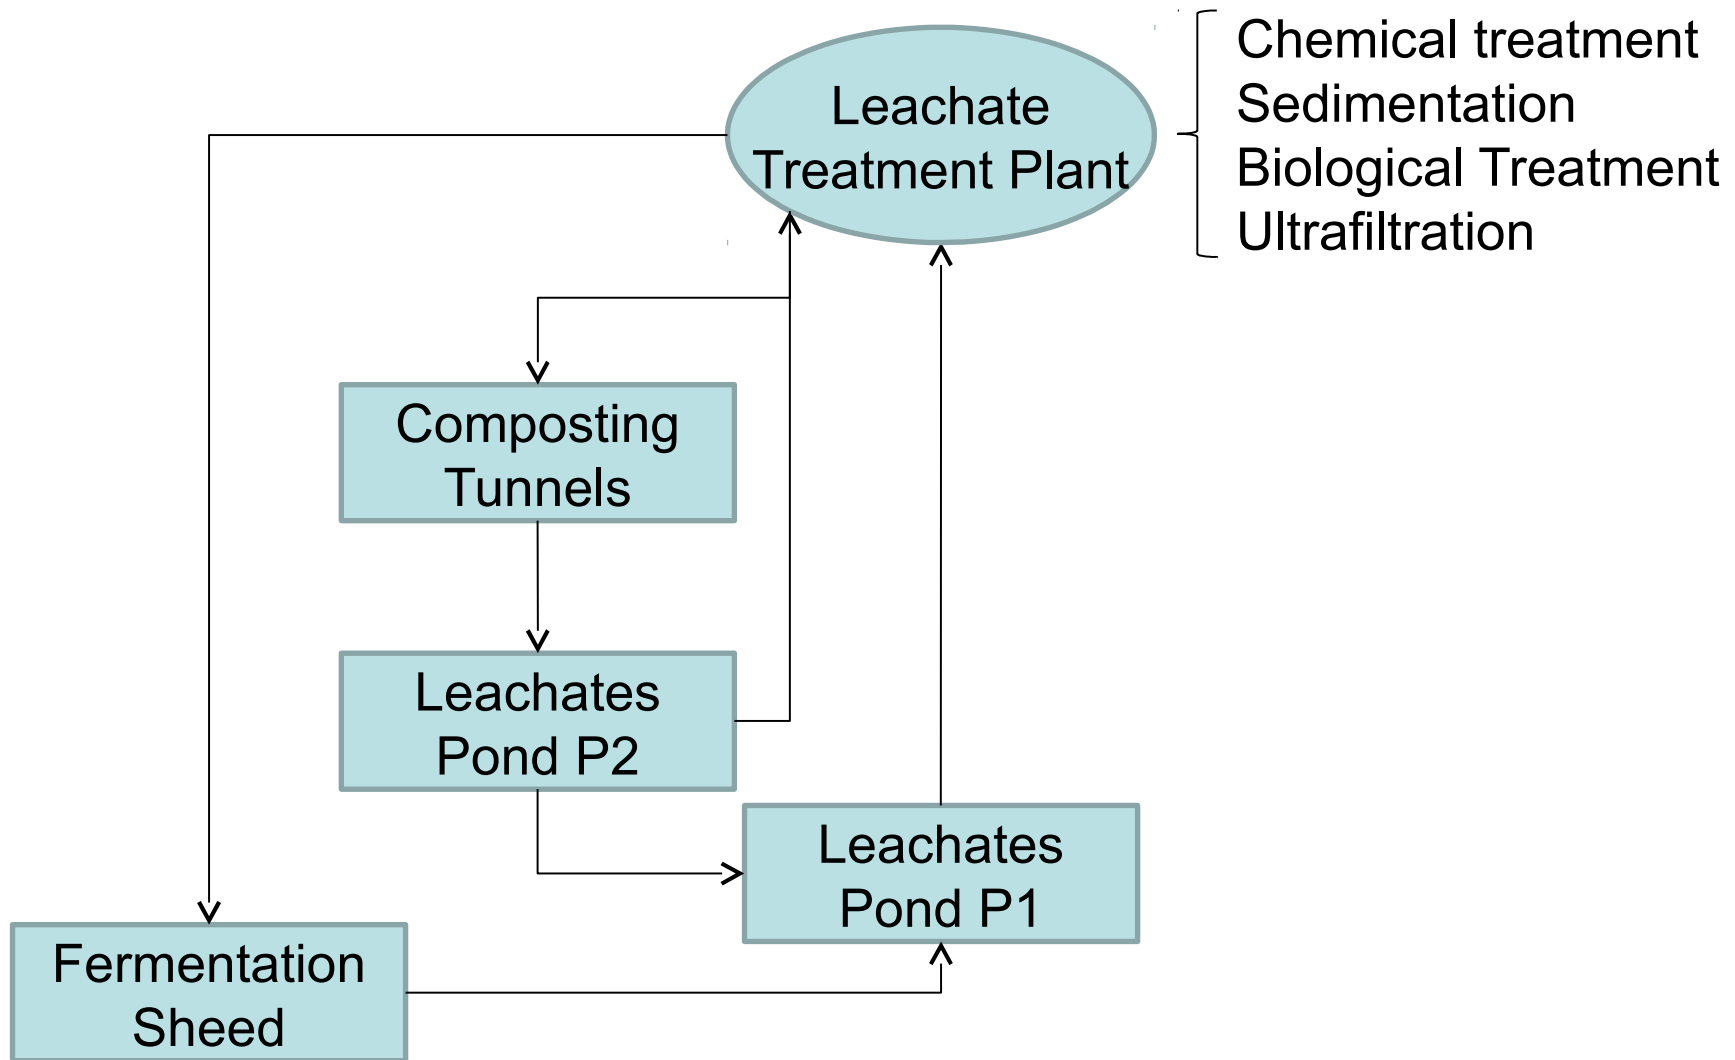 Leachate
Treatment Plant
Chemical treatment
Sedimentation
Biological Treatment
Ultrafiltration
Composting
Tunnels
Leachates
Pond P2
Leachates
Pond P1
Fermentation
Sheed